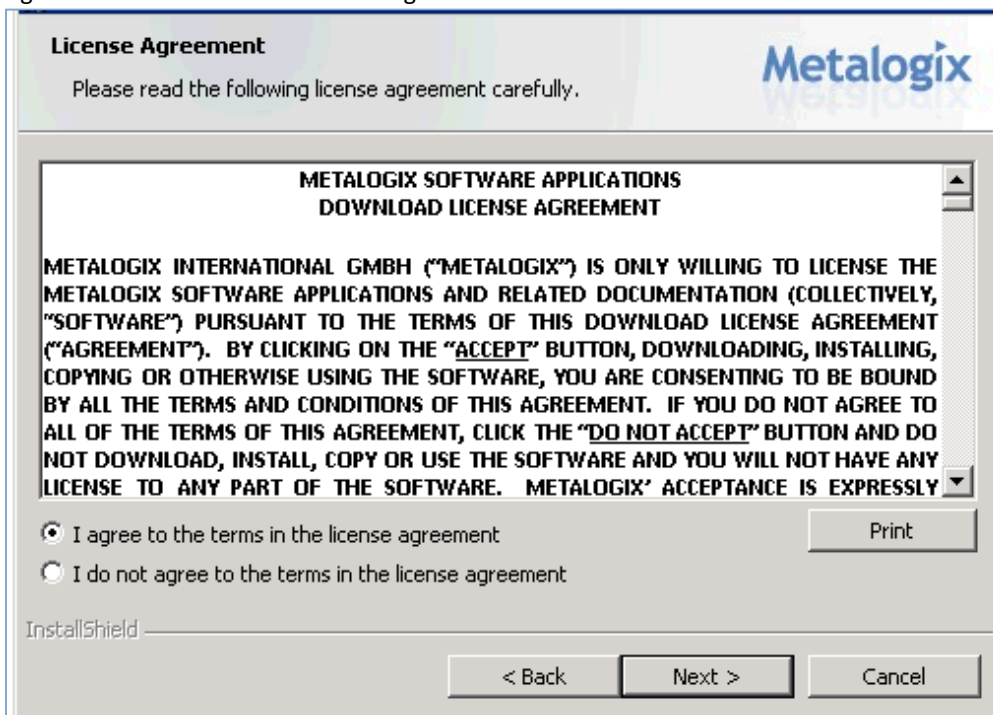 License Agreement
Please read the following license agreement carefully.
Metalogix
METALOGIX SOFTWARE APPLICATIONS
DOWNLOAD LICENSE AGREEMENT
METALOGIX INTERNATIONAL GMBH (“METALOGIX”) IS ONLY WILLING TO LICENSE THE
METALOGIX SOFTWARE APPLICATIONS AND RELATED DOCUMENTATION (COLLECTIVELY,
“SOFTWARE”) PURSUANT TO THE TERMS OF THIS DOWNLOAD LICENSE AGREEMENT
(“AGREEMENT”). BY CLICKING ON THE “ACCEPT” BUTTON, DOWNLOADING, INSTALLING,
COPYING OR OTHERWISE USING THE SOFTWARE, YOU ARE CONSENTING TO BE BOUND
BY ALL THE TERMS AND CONDITIONS OF THIS AGREEMENT. IF YOU DO NOT AGREE TO
ALL OF THE TERMS OF THIS AGREEMENT, CLICK THE “DO NOT ACCEPT” BUTTON AND DO
NOT DOWNLOAD, INSTALL, COPY OR USE THE SOFTWARE AND YOU WILL NOT HAVE ANY
LICENSE TO ANY PART OF THE SOFTWARE. METALOGIX’ ACCEPTANCE IS EXPRESSLY
I agree to the terms in the license agreement
Print
I do not agree to the terms in the license agreement
InstallShield
< Back
Next >
Cancel